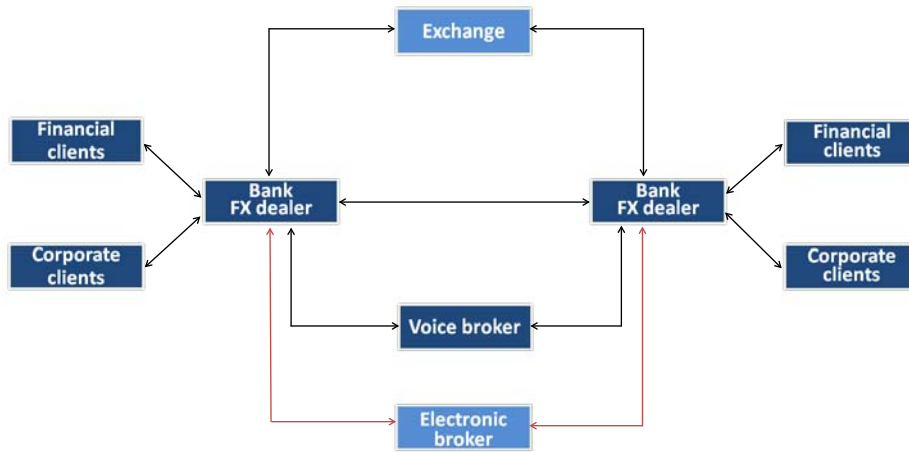 Exchange
Financial
clients
Financial
clients
Bank
FX dealer
Bank
FX dealer
Corporate
clients
Corporate
clients
Voice broker
Electronic
broker